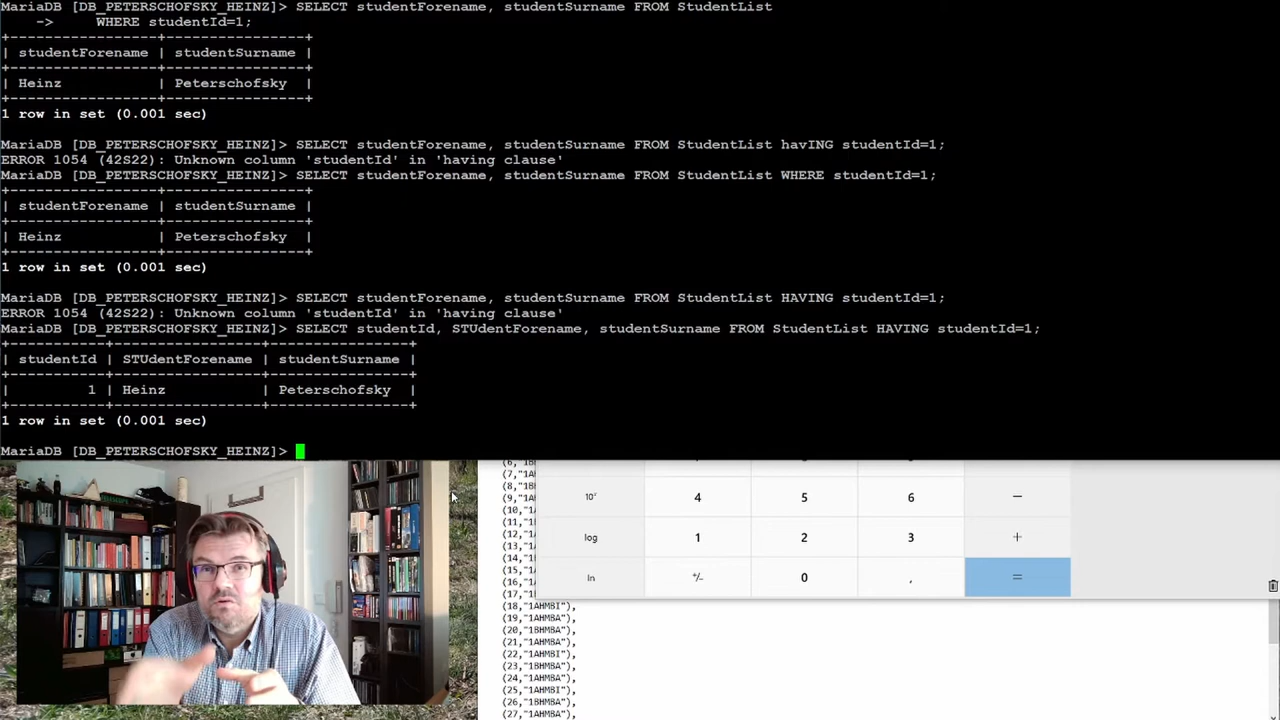 MariaDB [DB_PETERSCHOFSKY_HEINZ]> SELECT studentForename, studentSurname FROM StudentList
    ->     WHERE studentId=1;
+-----------------+----------------+
| studentForename | studentSurname |
+-----------------+----------------+
| Heinz           | Peterschofsky  |
+-----------------+----------------+
1 row in set (0.001 sec)
MariaDB [DB_PETERSCHOFSKY_HEINZ]> SELECT studentForename, studentSurname FROM StudentList havING studentId=1;
ERROR 1054 (42S22): Unknown column 'studentId' in 'having clause'
MariaDB [DB_PETERSCHOFSKY_HEINZ]> SELECT studentForename, studentSurname FROM StudentList WHERE studentId=1;
+-----------------+----------------+
| studentForename | studentSurname |
+-----------------+----------------+
| Heinz           | Peterschofsky  |
+-----------------+----------------+
1 row in set (0.001 sec)
MariaDB [DB_PETERSCHOFSKY_HEINZ]> SELECT studentForename, studentSurname FROM StudentList HAVING studentId=1;
ERROR 1054 (42S22): Unknown column 'studentId' in 'having clause'
MariaDB [DB_PETERSCHOFSKY_HEINZ]> SELECT studentId, STUdentForename, studentSurname FROM StudentList HAVING studentId=1;
+-----------+-----------------+----------------+
| studentId | STUdentForename | studentSurname |
+-----------+-----------------+----------------+
|         1 | Heinz           | Peterschofsky  |
+-----------+-----------------+----------------+
1 row in set (0.001 sec)
MariaDB [DB_PETERSCHOFSKY_HEINZ]>
4 5 6 −
log 1 2 3 +
ln +/− 0 , =
(18,"1AHMBI"),
(19,"1AHMBA"),
(20,"1BHMBA"),
(21,"1AHMBA"),
(22,"1AHMBI"),
(23,"1BHMBA"),
(24,"1AHMBA"),
(25,"1AHMBI"),
(26,"1BHMBA"),
(27,"1AHMBA"),